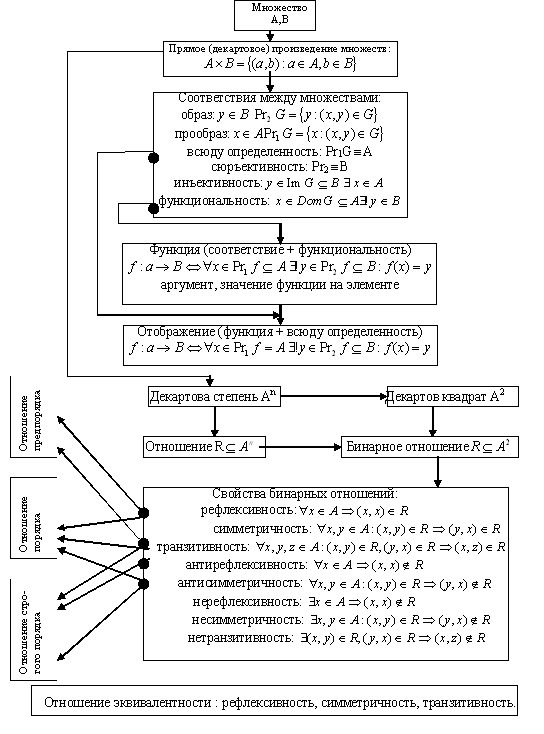 Множество
A,B
Прямое (декартовое) произведение множеств:
A × B = {(a,b) : a ∈ A, b ∈ B}
Соответствия между множествами:
образ: y ∈ B Pr₂ G = {y : (x, y) ∈ G}
прообраз: x ∈ A Pr₁ G = {x : (x, y) ∈ G}
всюду определенность: Pr₁G ≡ A
сюръективность: Pr₂ ≡ B
инъективность: y ∈ Im G ⊆ B ∃ x ∈ A
функциональность: x ∈ Dom G ⊆ A ∃ y ∈ B
Функция (соответствие + функциональность)
f : a → B ⇔ ∀x ∈ Pr₁ f ⊆ A ∃! y ∈ Pr₂ f ⊆ B : f(x) = y
аргумент, значение функции на элементе
Отображение (функция + всюду определенность)
f : a → B ⇔ ∀x ∈ Pr₁ f = A ∃! y ∈ Pr₂ f ⊆ B : f(x) = y
Декартова степень Aⁿ
Декартов квадрат A²
Отношение R ⊆ Aⁿ
Бинарное отношение R ⊆ A²
Отношение
предпорядка
Отношение
порядка
Отношение стро-
гого порядка
Свойства бинарных отношений:
рефлексивность: ∀x ∈ A ⇒ (x, x) ∈ R
симметричность: ∀x, y ∈ A : (x, y) ∈ R ⇒ (y, x) ∈ R
транзитивность: ∀x, y, z ∈ A : (x, y) ∈ R, (y, x) ∈ R ⇒ (x, z) ∈ R
антирефлексивность: ∀x ∈ A ⇒ (x, x) ∉ R
антисимметричность: ∀x, y ∈ A : (x, y) ∈ R ⇒ (y, x) ∉ R
нерефлексивность: ∃x ∈ A ⇒ (x, x) ∉ R
несимметричность: ∃x, y ∈ A : (x, y) ∈ R ⇒ (y, x) ∉ R
нетранзитивность: ∃(x, y) ∈ R, (y, x) ∈ R ⇒ (x, z) ∉ R
Отношение эквивалентности : рефлексивность, симметричность, транзитивность.